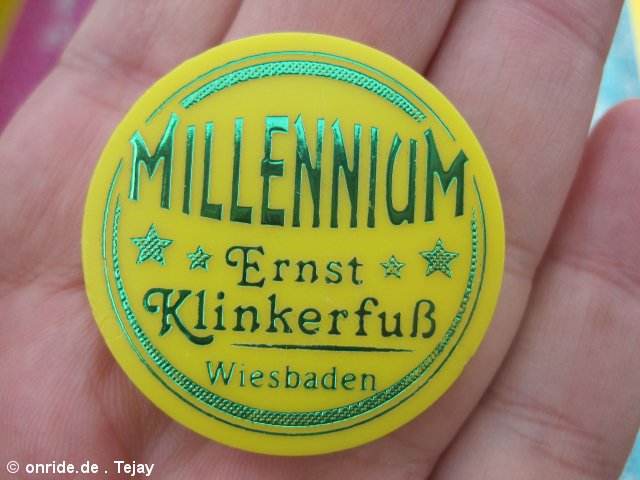 MILLENNIUM
Ernst
Klinkerfuß
Wiesbaden
© onride.de . Tejay